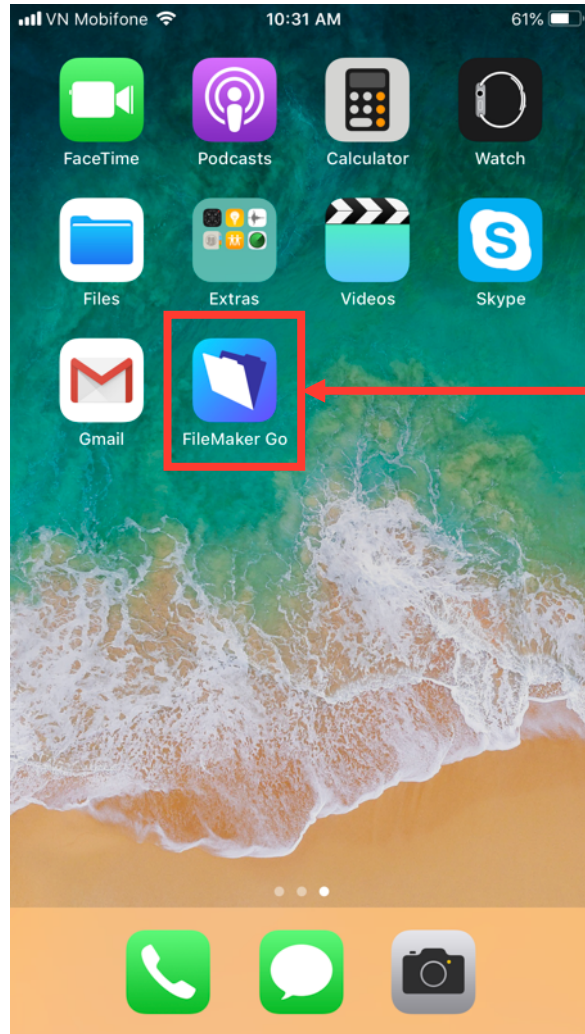 VN Mobifone 10:31 AM 61%
FaceTime Podcasts Calculator Watch
Files Extras Videos Skype
Gmail FileMaker Go